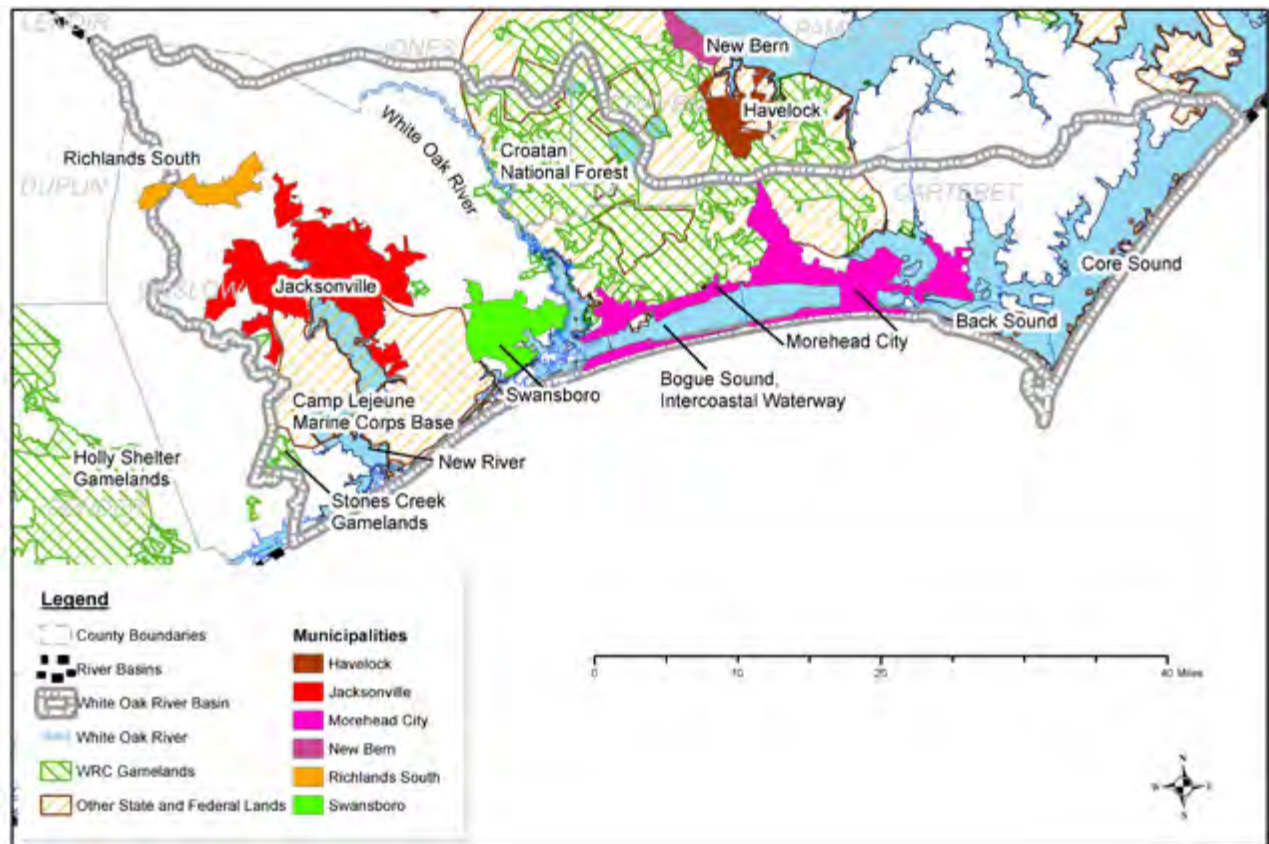 LENOIR
JONES
New Bern
Havelock
White Oak River
Croatan
National Forest
Richlands South
DUPLIN
CARTERET
Core Sound
Jacksonville
Back Sound
Morehead City
Swansboro
Bogue Sound,
Intercoastal Waterway
Camp Lejeune
Marine Corps Base
Holly Shelter
Gamelands
New River
Stones Creek
Gamelands
Legend
County Boundaries
River Basins
White Oak River Basin
White Oak River
WRC Gamelands
Other State and Federal Lands
Municipalities
Havelock
Jacksonville
Morehead City
New Bern
Richlands South
Swansboro
0 10 20 40 Miles
N
W E
S